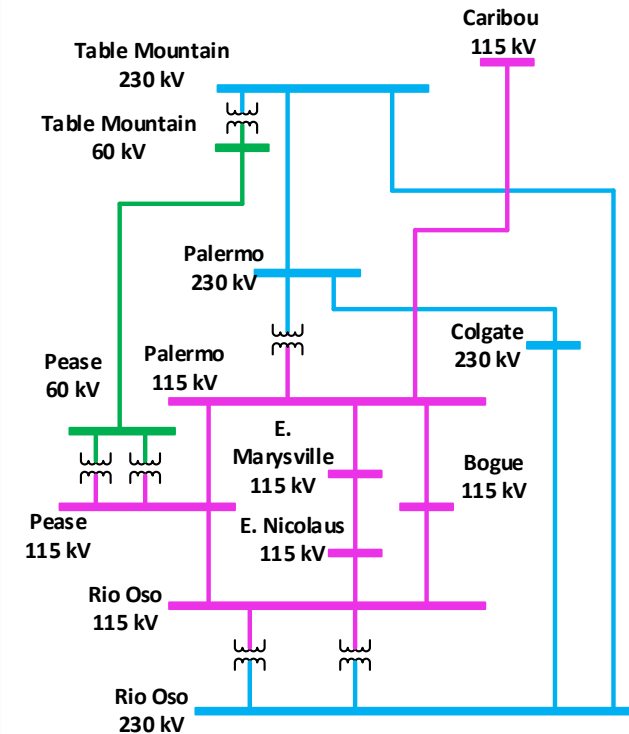 Caribou
115 kV
Table Mountain
230 kV
Table Mountain
60 kV
Palermo
230 kV
Colgate
230 kV
Pease
60 kV
Palermo
115 kV
E.
Marysville
115 kV
Bogue
115 kV
Pease
115 kV
E. Nicolaus
115 kV
Rio Oso
115 kV
Rio Oso
230 kV